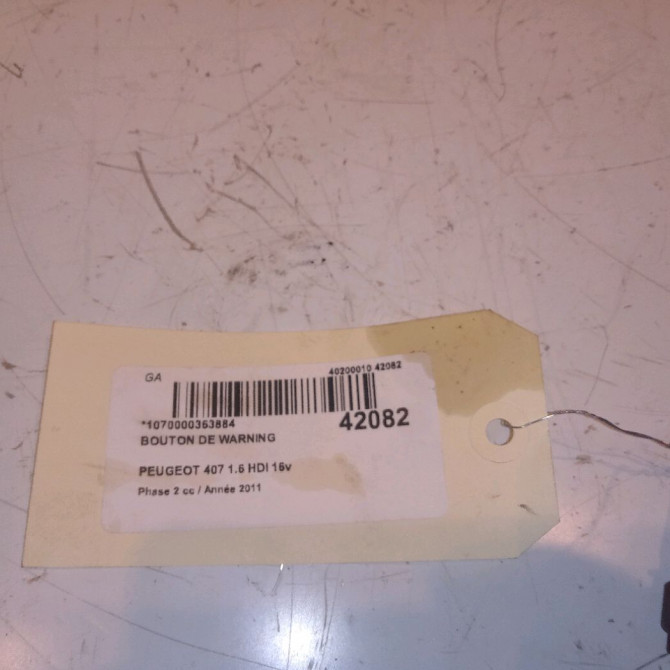 GA
40200010 42082
*1070000363884
42082
BOUTON DE WARNING
PEUGEOT 407 1.6 HDI 16v
Phase 2 cc / Année 2011